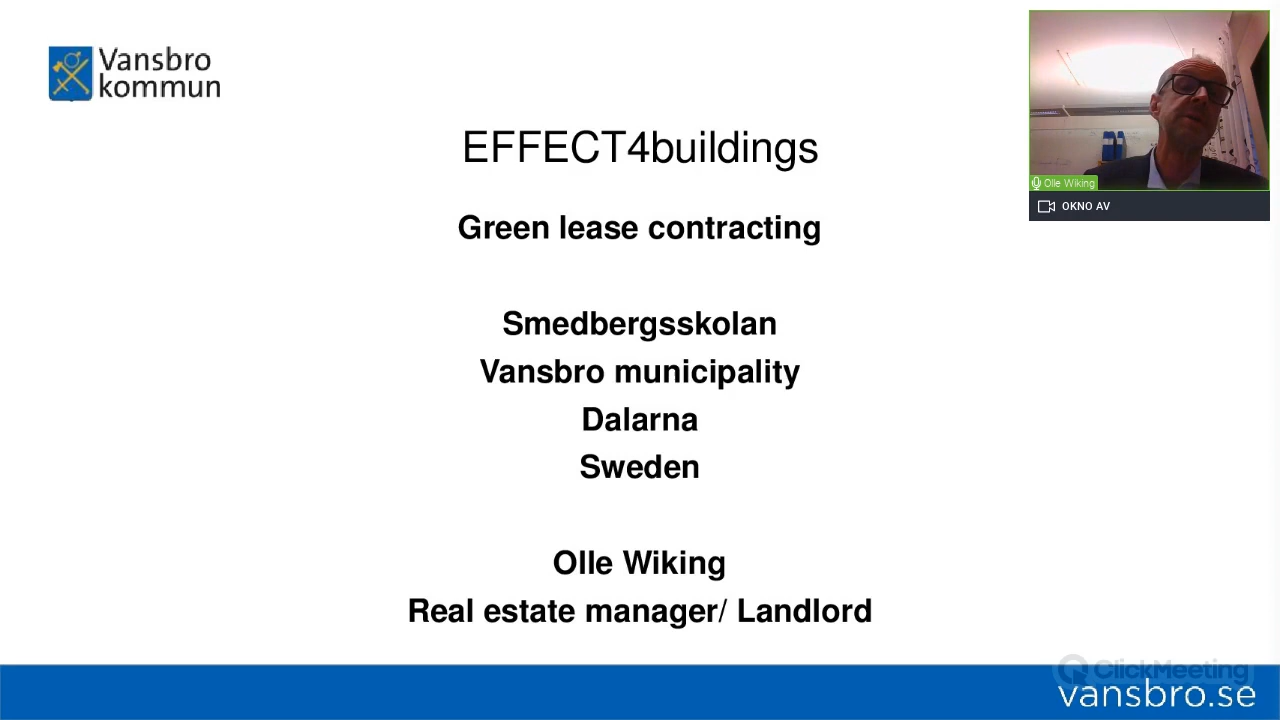 Vansbro
kommun
EFFECT4buildings
Green lease contracting
Smedbergsskolan
Vansbro municipality
Dalarna
Sweden
Olle Wiking
Real estate manager/ Landlord
Olle Wiking
OKNO AV
ClickMeeting
vansbro.se